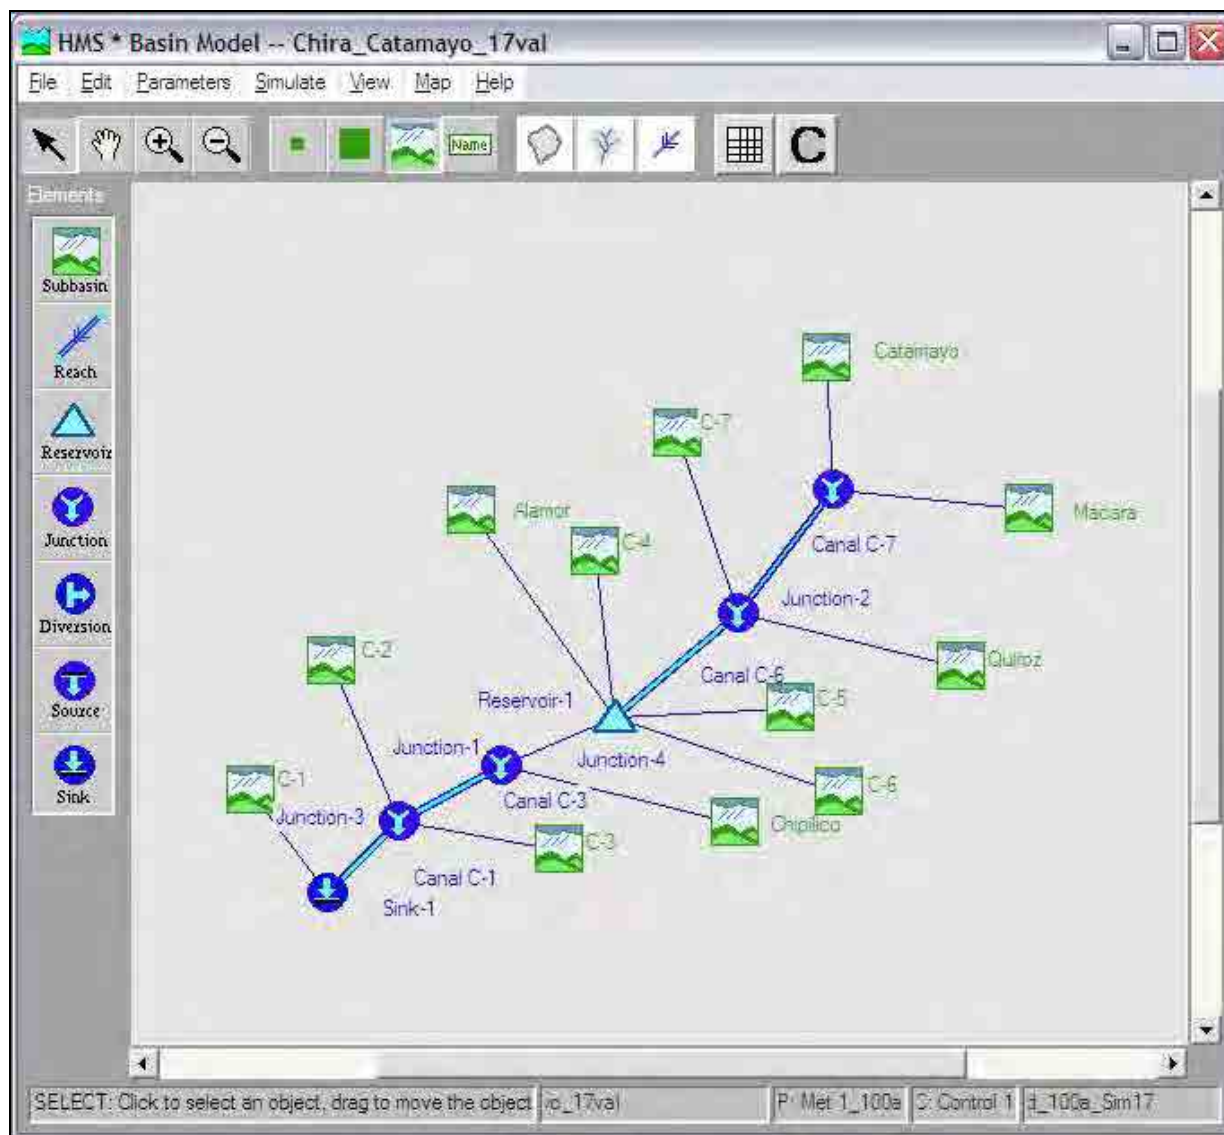 HMS * Basin Model -- Chira_Catamayo_17val
File Edit Parameters Simulate View Map Help
Name
C
Elements
Subbasin
Reach
Reservoir
Junction
Diversion
Source
Sink
Catamayo
C-7
Alamor
C-4
Macara
Canal C-7
Junction-2
C-2
Quiroz
Canal C-6
Reservoir-1
C-5
Junction-1
Junction-4
C-1
C-6
Canal C-3
Junction-3
Chipilico
C-3
Canal C-1
Sink-1
SELECT: Click to select an object, drag to move the object
vo_17val
P: Met 1_100a
C: Control 1
d_100a_Sim17